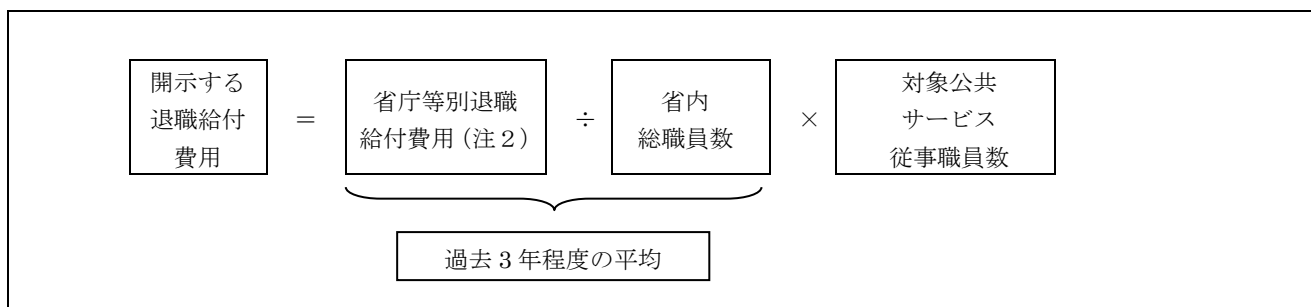 開示する
退職給付
費用
＝
省庁等別退職
給付費用（注２）
÷
省内
総職員数
×
対象公共
サービス
従事職員数
過去３年程度の平均